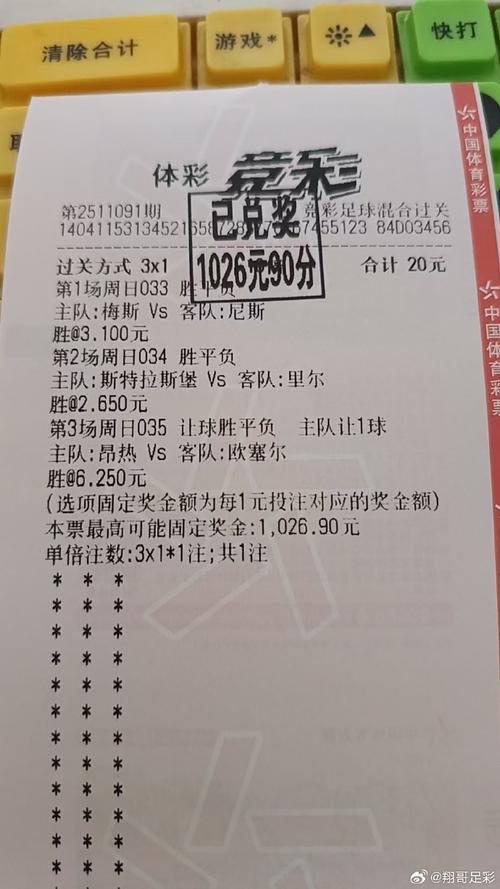 清除合计
游戏*
快打
中国体育彩票
体彩 竞彩
第2511091期 竞彩足球混合过关
已兑奖
1026元90分
过关方式 3x1 合计 20元
第1场周日033 胜平负
主队:梅斯 Vs 客队:尼斯
胜@3.100元
第2场周日034 胜平负
主队:斯特拉斯堡 Vs 客队:里尔
胜@2.650元
第3场周日035 让球胜平负 主队让1球
主队:昂热 Vs 客队:欧塞尔
胜@6.250元
(选项固定奖金额为每1元投注对应的奖金额)
本票最高可能固定奖金:1,026.90元
单倍注数:3x1*1注;共1注
* * *
* * *
* * *
* * *
* * *
* * *
* * *
* * *
* * *
* * *
* * *
* * *
中国体育彩票
@翔哥足彩